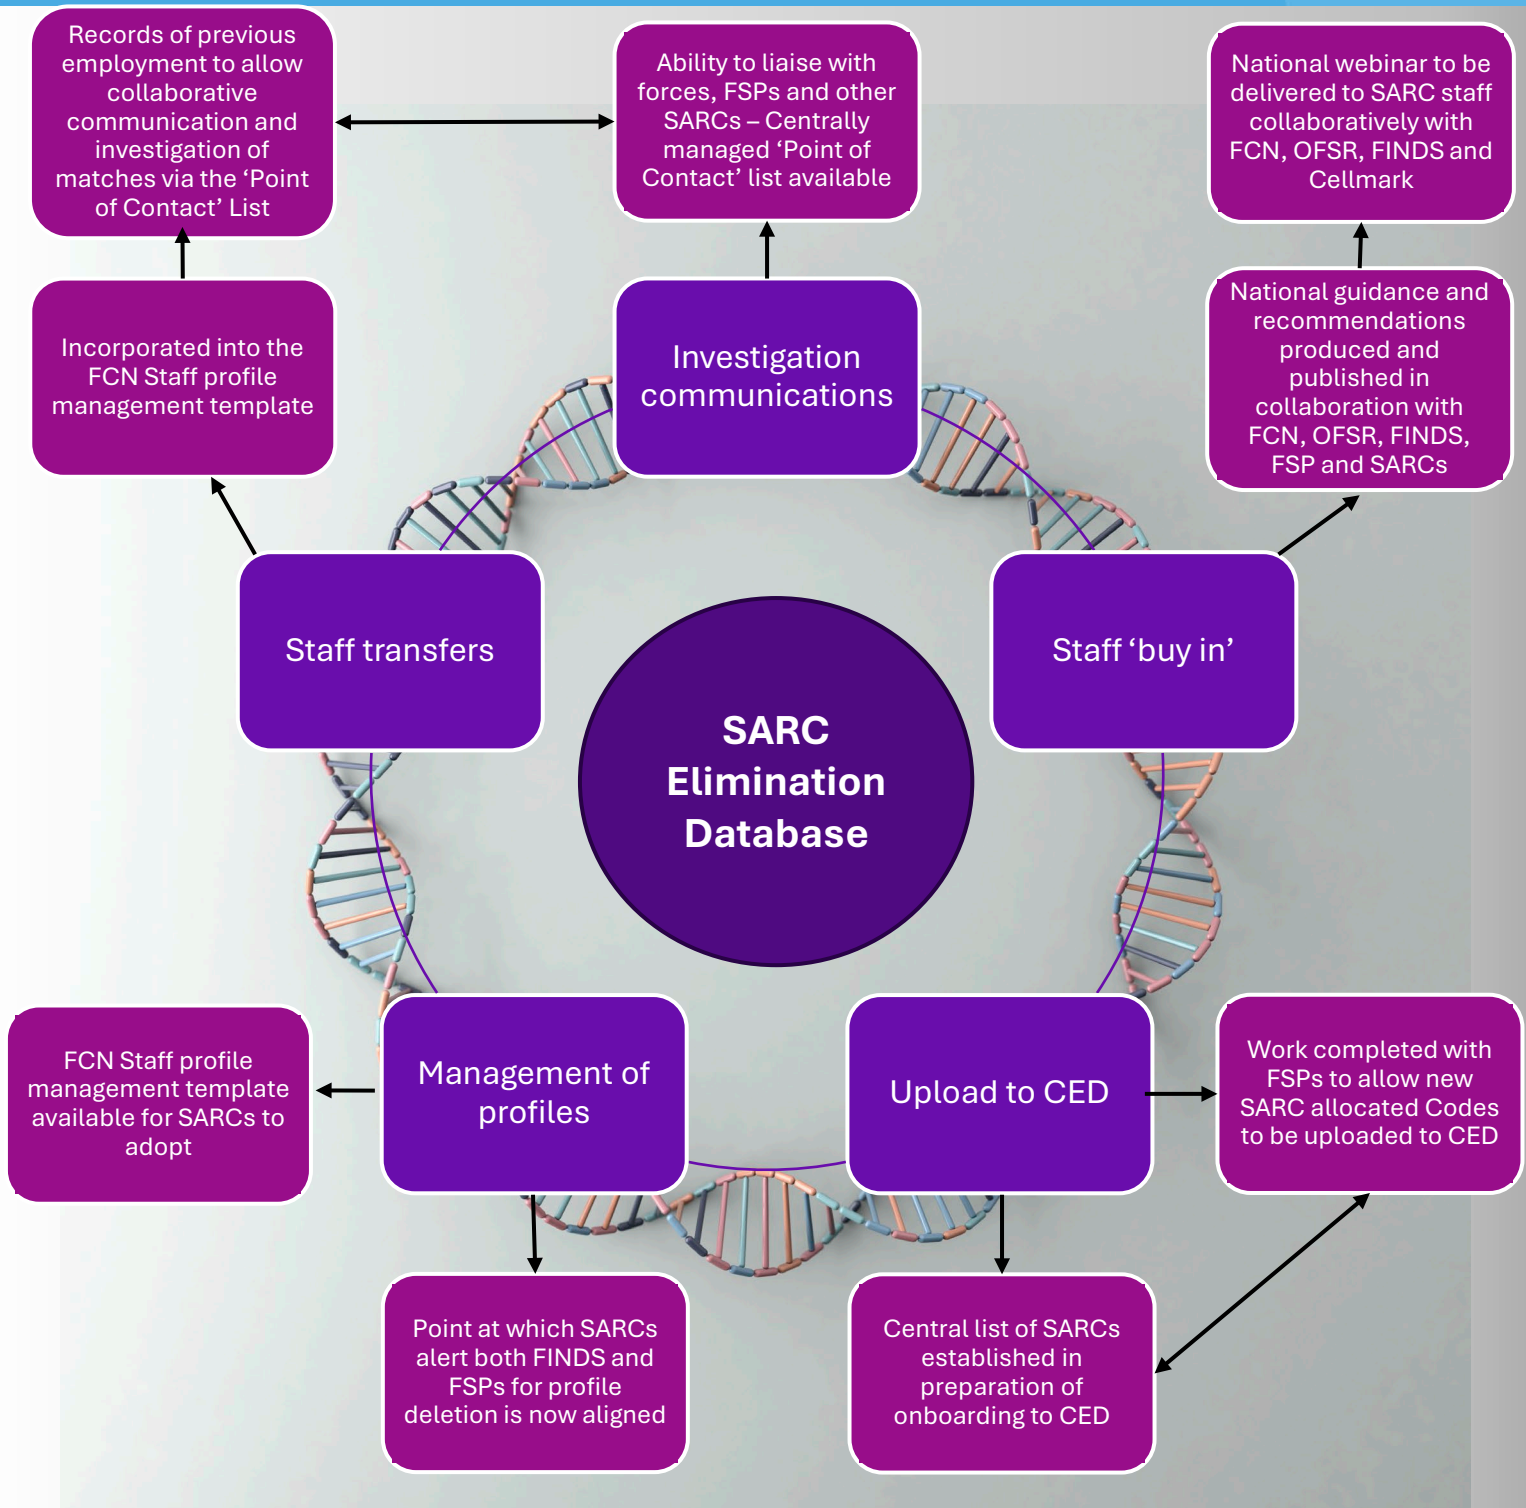 Records of previous
employment to allow
collaborative
communication and
investigation of
matches via the ‘Point
of Contact’ List
Ability to liaise with
forces, FSPs and other
SARCs – Centrally
managed ‘Point of
Contact’ list available
National webinar to be
delivered to SARC staff
collaboratively with
FCN, OFSR, FINDS and
Cellmark
Incorporated into the
FCN Staff profile
management template
Investigation
communications
National guidance and
recommendations
produced and
published in
collaboration with
FCN, OFSR, FINDS,
FSP and SARCs
Staff transfers
Staff ‘buy in’
SARC
Elimination
Database
FCN Staff profile
management template
available for SARCs to
adopt
Management of
profiles
Upload to CED
Work completed with
FSPs to allow new
SARC allocated Codes
to be uploaded to CED
Point at which SARCs
alert both FINDS and
FSPs for profile
deletion is now aligned
Central list of SARCs
established in
preparation of
onboarding to CED